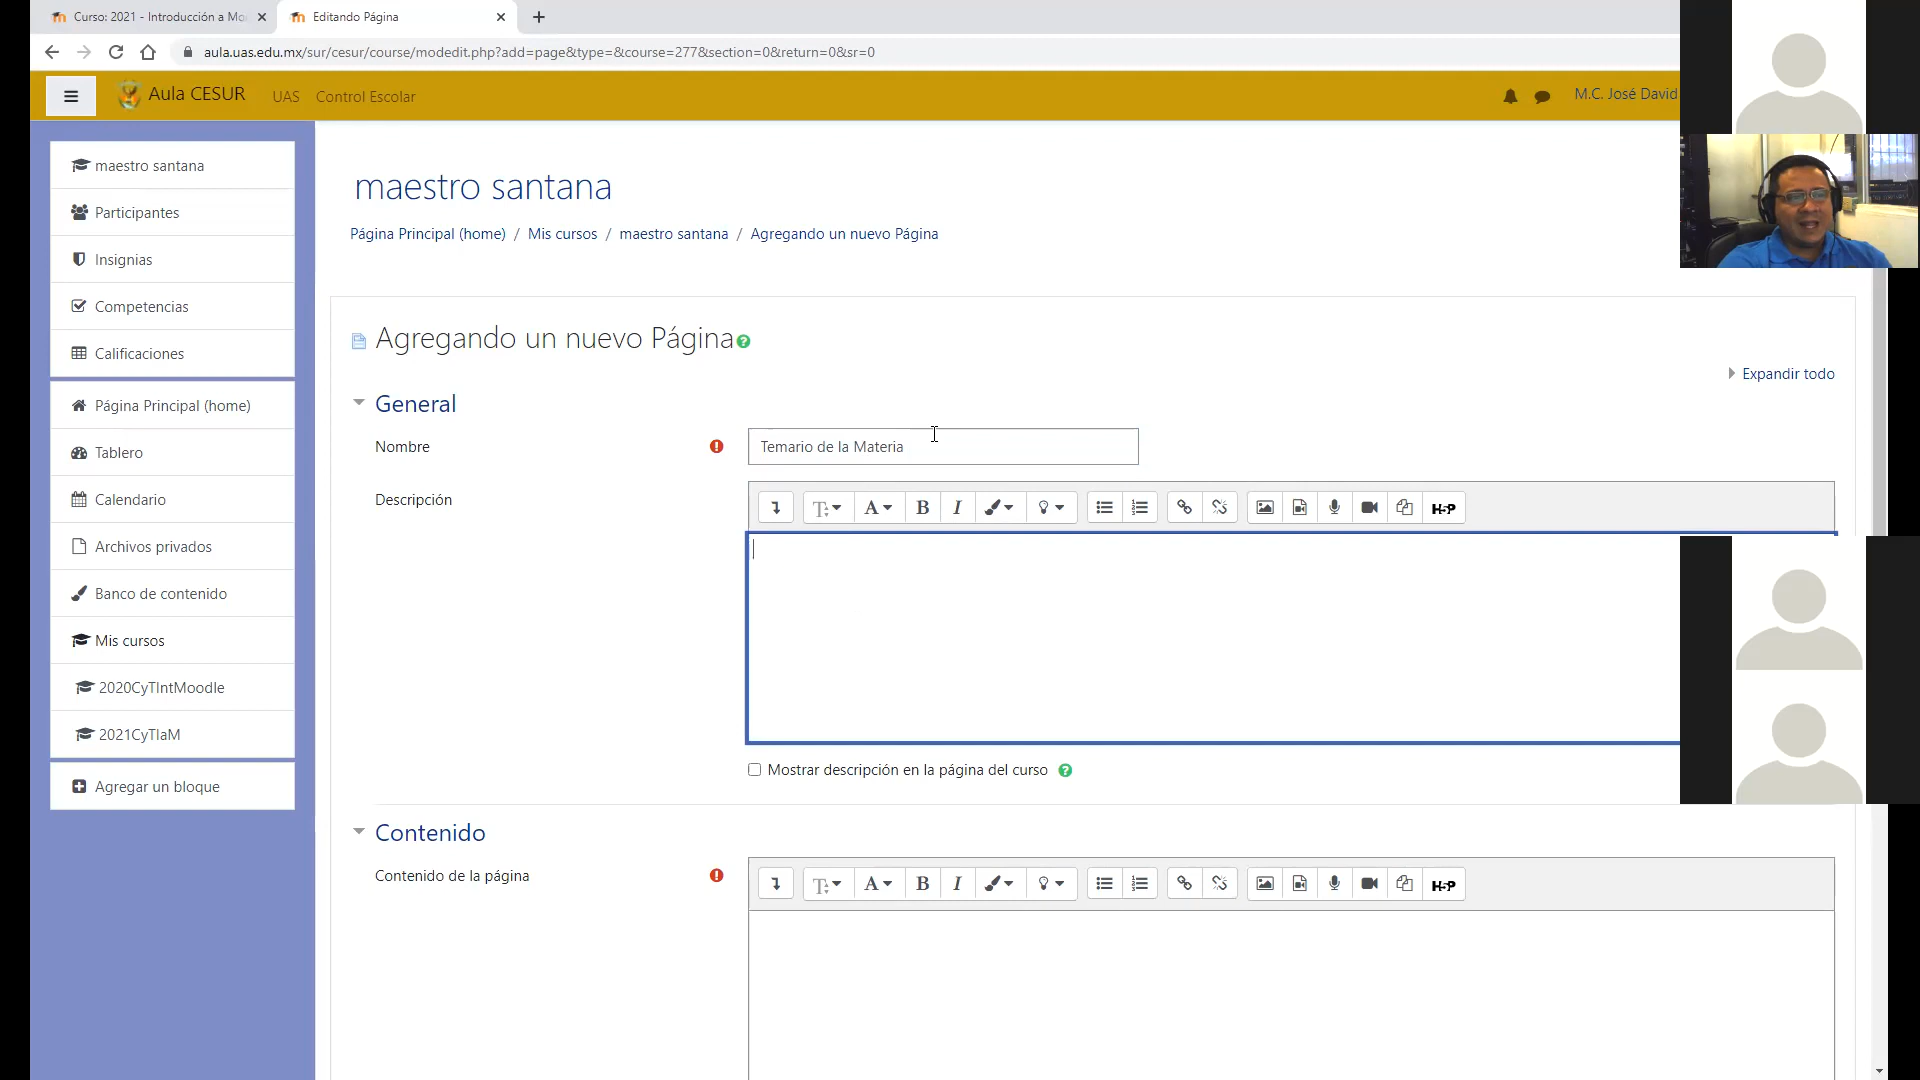 Curso: 2021 - Introducción a Mo
Editando Página
aula.uas.edu.mx/sur/cesur/course/modedit.php?add=page&type=&course=277&section=0&return=0&sr=0
Aula CESUR
UAS
Control Escolar
M.C. José David
maestro santana
Participantes
Insignias
Competencias
Calificaciones
Página Principal (home)
Tablero
Calendario
Archivos privados
Banco de contenido
Mis cursos
2020CyTIntMoodle
2021CyTIaM
Agregar un bloque
maestro santana
Página Principal (home) / Mis cursos / maestro santana / Agregando un nuevo Página
Agregando un nuevo Página
Expandir todo
General
Nombre
Temario de la Materia
Descripción
H-P
Mostrar descripción en la página del curso
Contenido
Contenido de la página
H-P